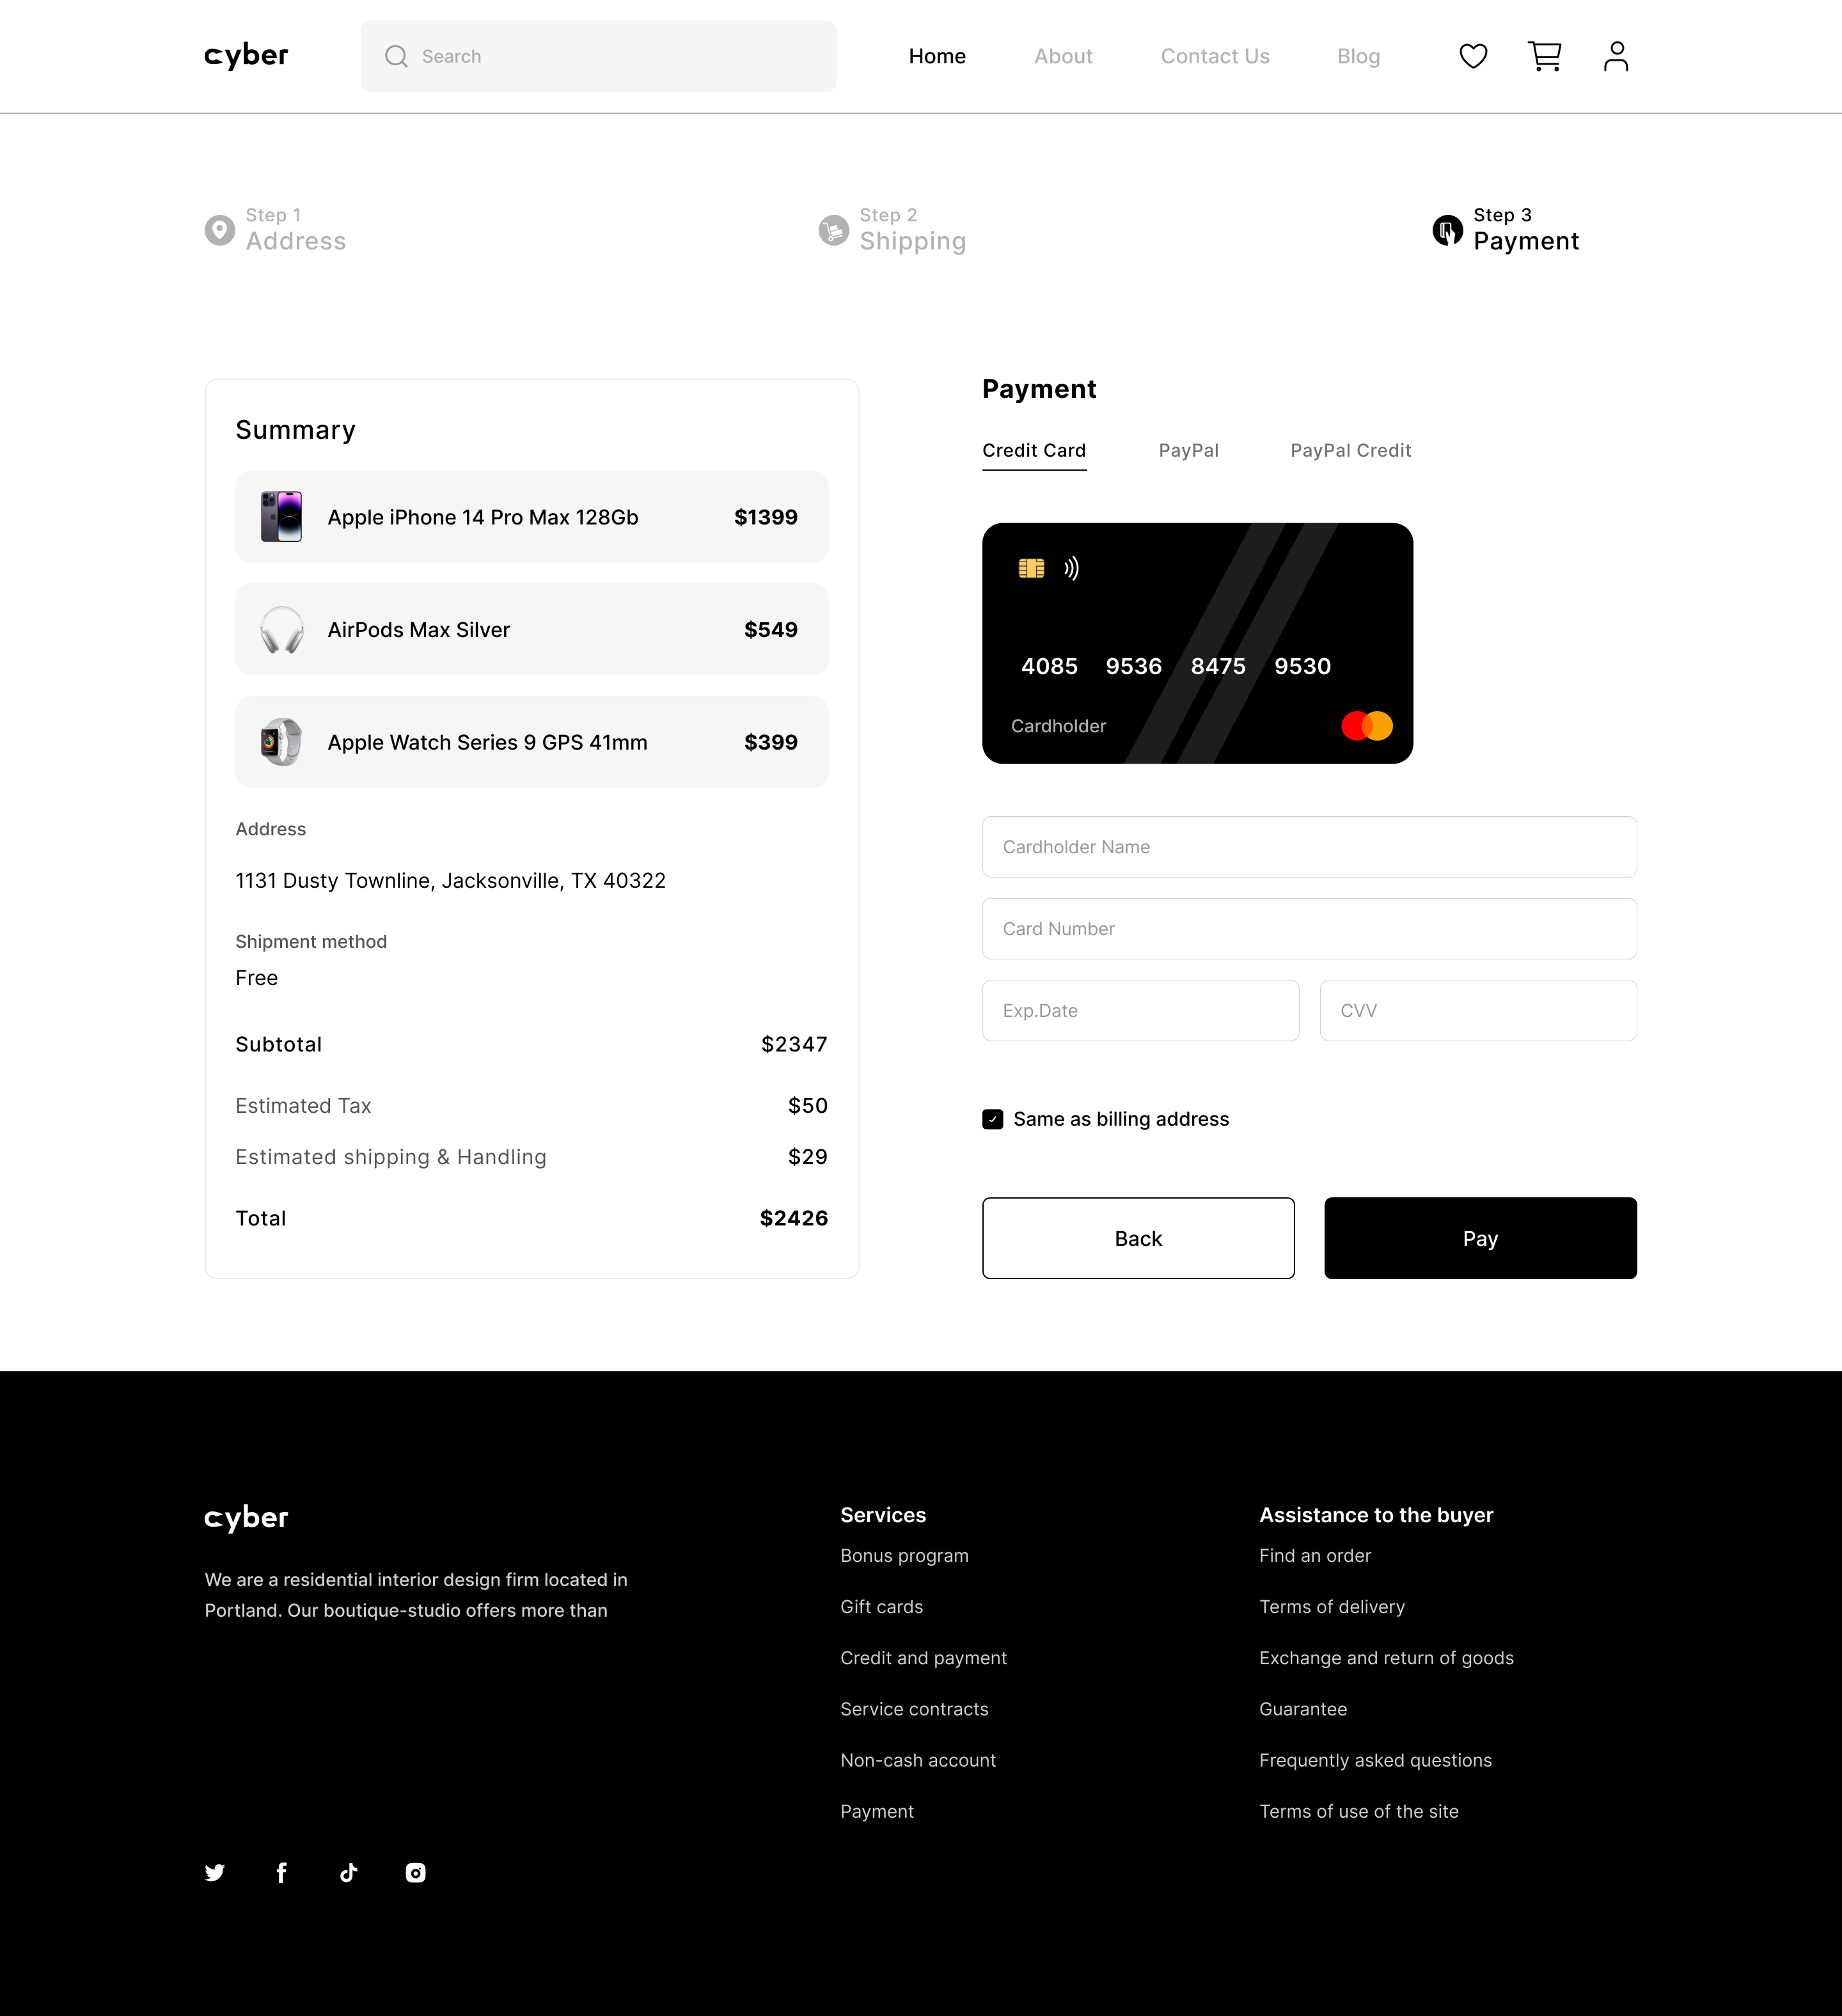 cyber
Search
Home
About
Contact Us
Blog
Step 1
Address
Step 2
Shipping
Step 3
Payment
Summary
Apple iPhone 14 Pro Max 128Gb $1399
AirPods Max Silver $549
Apple Watch Series 9 GPS 41mm $399
Address
1131 Dusty Townline, Jacksonville, TX 40322
Shipment method
Free
Subtotal $2347
Estimated Tax $50
Estimated shipping & Handling $29
Total $2426
Payment
Credit Card
PayPal
PayPal Credit
4085 9536 8475 9530
Cardholder
Cardholder Name
Card Number
Exp.Date
CVV
Same as billing address
Back
Pay
cyber
We are a residential interior design firm located in
Portland. Our boutique-studio offers more than
Services
Bonus program
Gift cards
Credit and payment
Service contracts
Non-cash account
Payment
Assistance to the buyer
Find an order
Terms of delivery
Exchange and return of goods
Guarantee
Frequently asked questions
Terms of use of the site